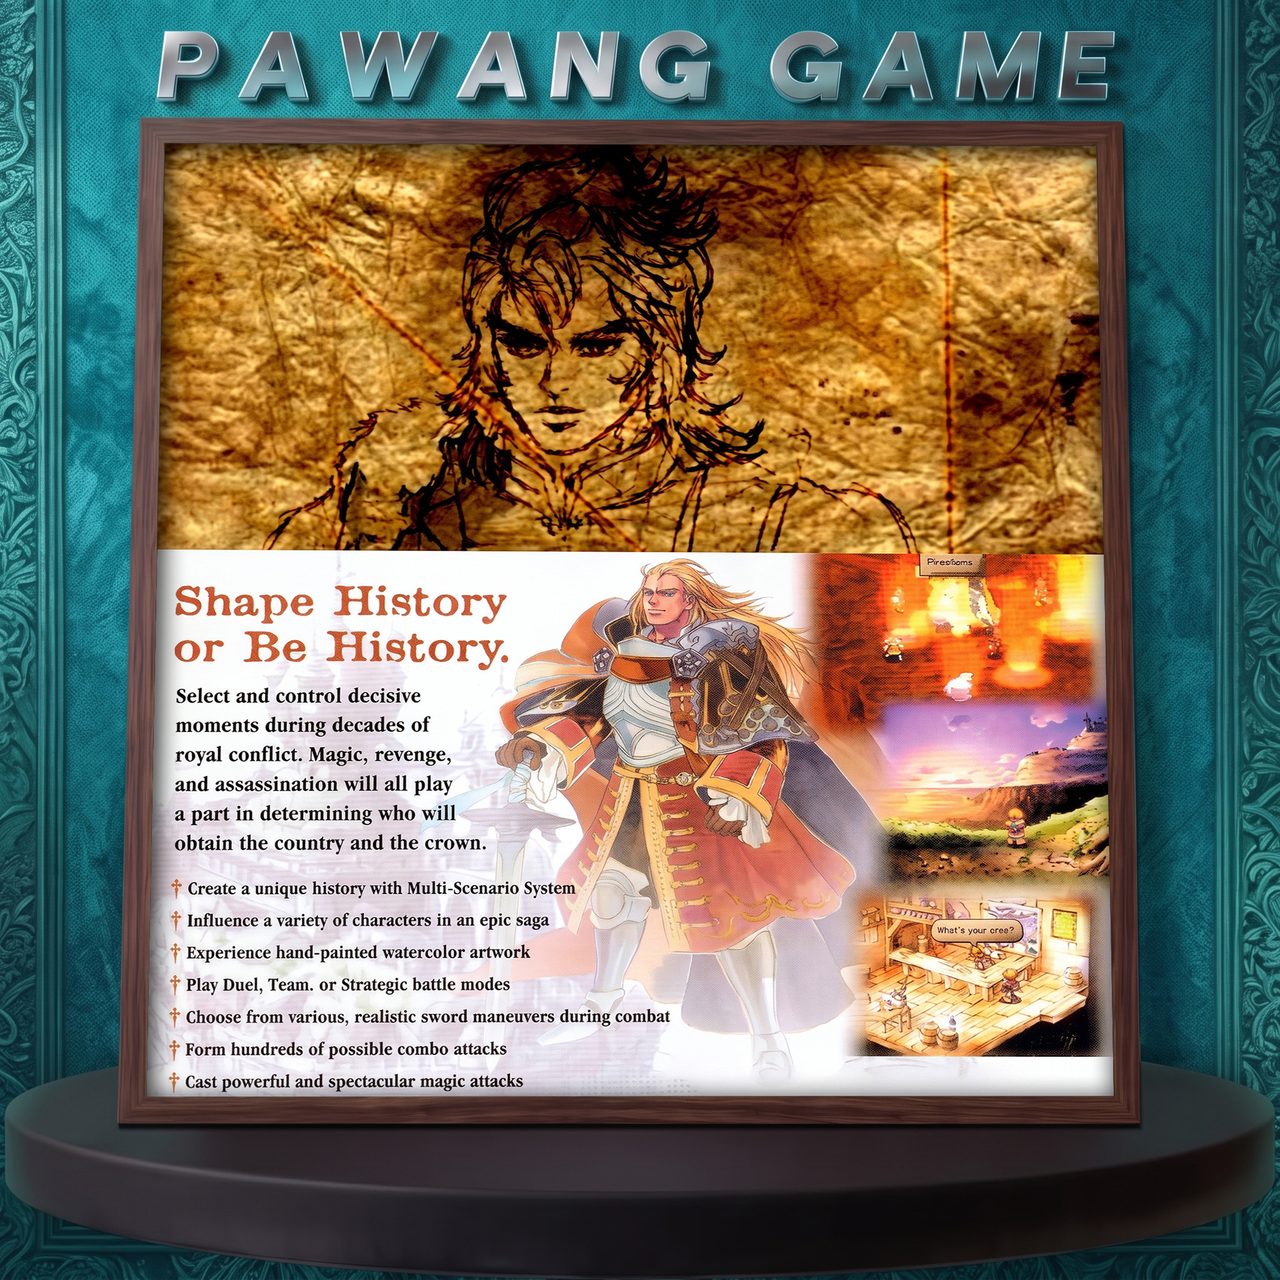 PAWANG GAME
Shape History
or Be History.
Select and control decisive
moments during decades of
royal conflict. Magic, revenge,
and assassination will all play
a part in determining who will
obtain the country and the crown.
† Create a unique history with Multi-Scenario System
† Influence a variety of characters in an epic saga
† Experience hand-painted watercolor artwork
† Play Duel, Team. or Strategic battle modes
† Choose from various, realistic sword maneuvers during combat
† Form hundreds of possible combo attacks
† Cast powerful and spectacular magic attacks
What's your cree?